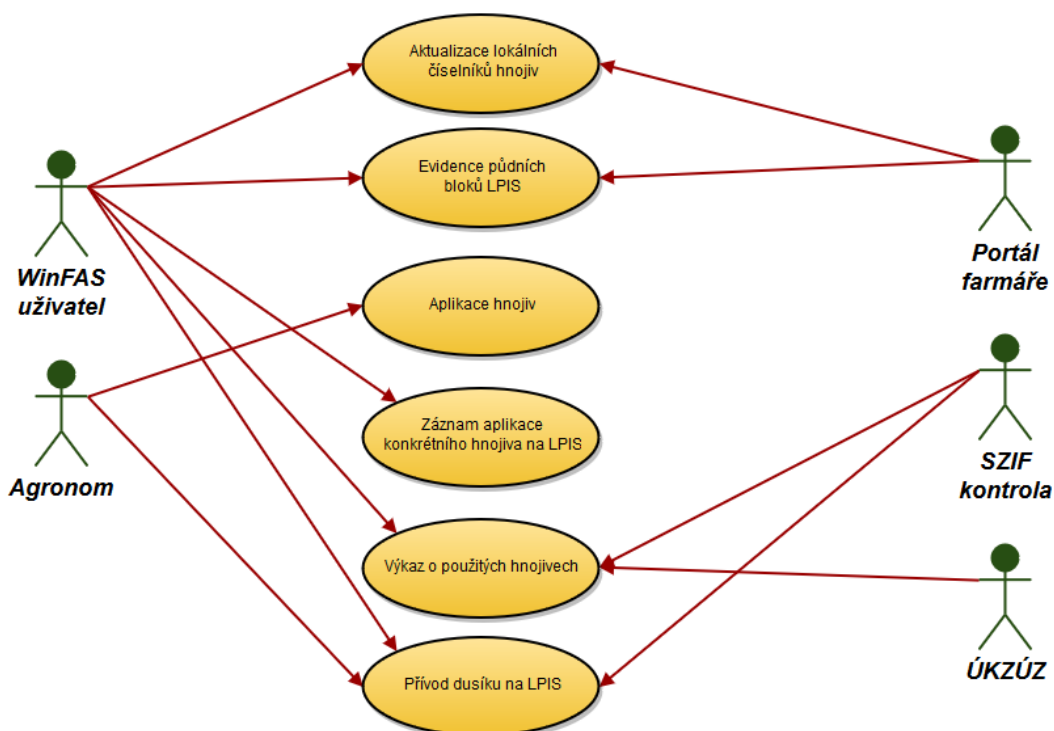 Aktualizace lokálních
číselníků hnojiv
Evidence půdních
bloků LPIS
WinFAS
uživatel
Portál
farmáře
Aplikace hnojiv
Záznam aplikace
konkrétního hnojiva na LPIS
Agronom
SZIF
kontrola
Výkaz o použitých hnojivech
Přívod dusíku na LPIS
ÚKZÚZ